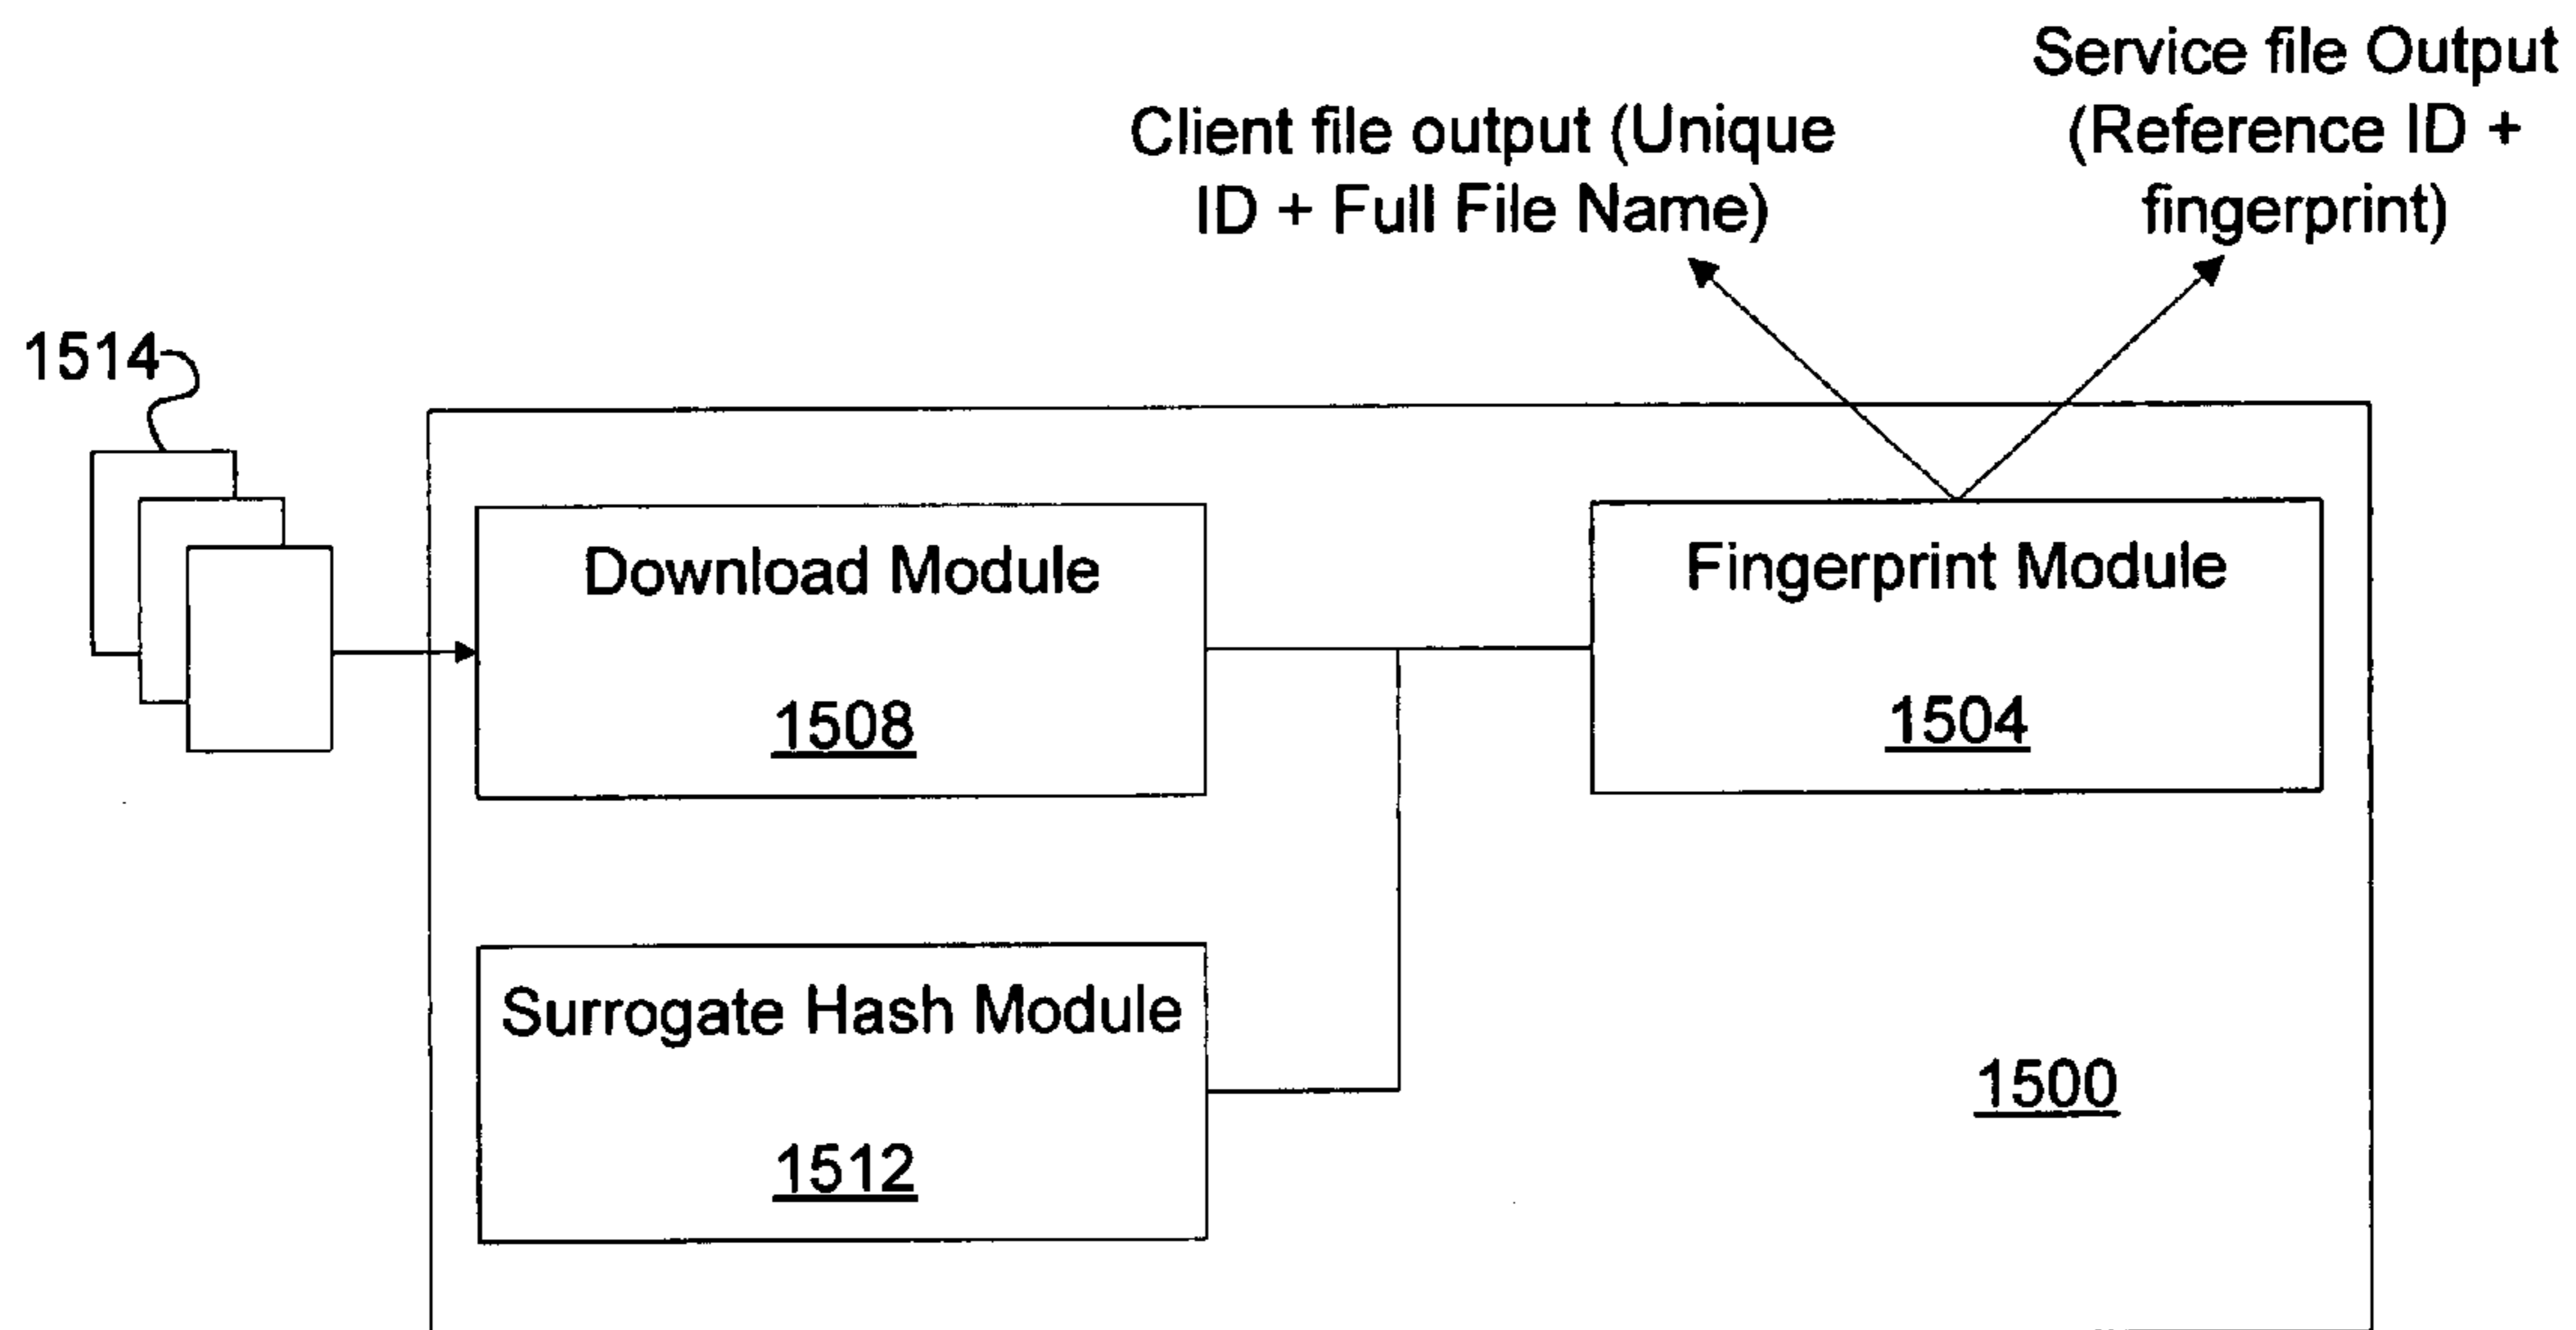 Service file Output
(Reference ID +
fingerprint)
Client file output (Unique
ID + Full File Name)
1514
Download Module
1508
Fingerprint Module
1504
Surrogate Hash Module
1512
1500